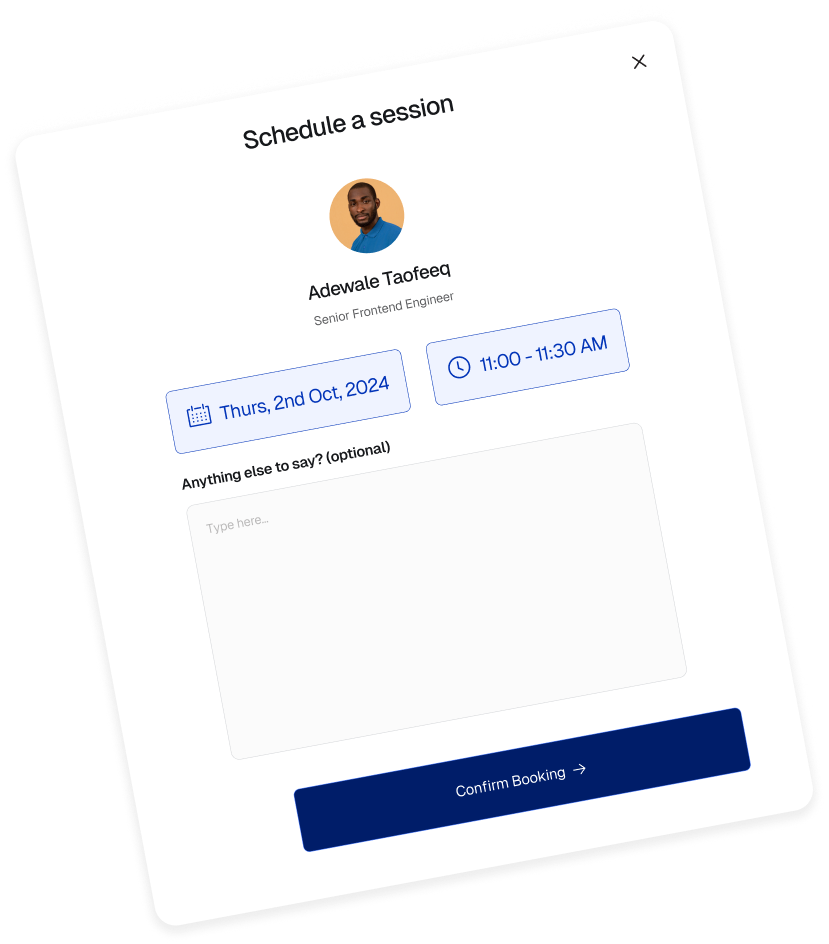 Schedule a session
Adewale Taofeeq
Senior Frontend Engineer
Thurs, 2nd Oct, 2024
11:00 - 11:30 AM
Anything else to say? (optional)
Type here...
Confirm Booking →